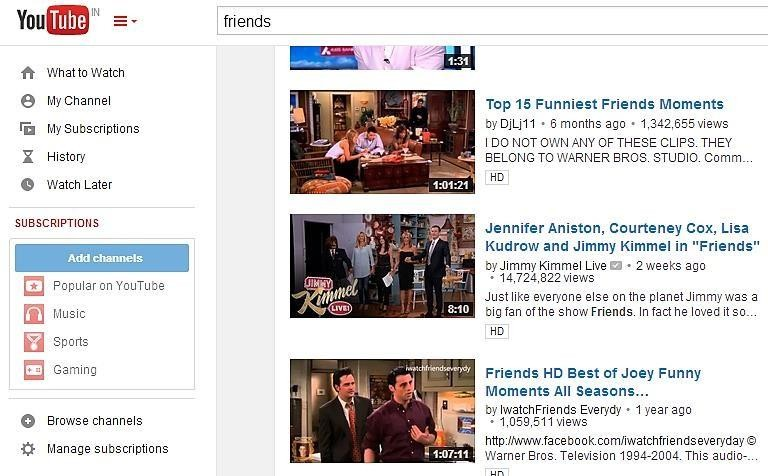 YouTube IN
friends
What to Watch
My Channel
My Subscriptions
History
Watch Later
SUBSCRIPTIONS
Add channels
Popular on YouTube
Music
Sports
Gaming
Browse channels
Manage subscriptions
1:31
1:01:21
Top 15 Funniest Friends Moments
by DjLj11 • 6 months ago • 1,342,655 views
I DO NOT OWN ANY OF THESE CLIPS. THEY
BELONG TO WARNER BROS. STUDIO. Comm...
HD
JIMMY
Kimmel
LIVE!
8:10
Jennifer Aniston, Courteney Cox, Lisa
Kudrow and Jimmy Kimmel in "Friends"
by Jimmy Kimmel Live • 2 weeks ago
• 14,724,822 views
Just like everyone else on the planet Jimmy was a
big fan of the show Friends. In fact he loved it so...
HD
iwatchfriendseverydy
1:07:11
Friends HD Best of Joey Funny
Moments All Seasons...
by IwatchFriends Everydy • 1 year ago
• 1,059,511 views
http://www.facebook.com/iwatchfriendseveryday ©
Warner Bros. Television 1994-2004. This audio-...
HD